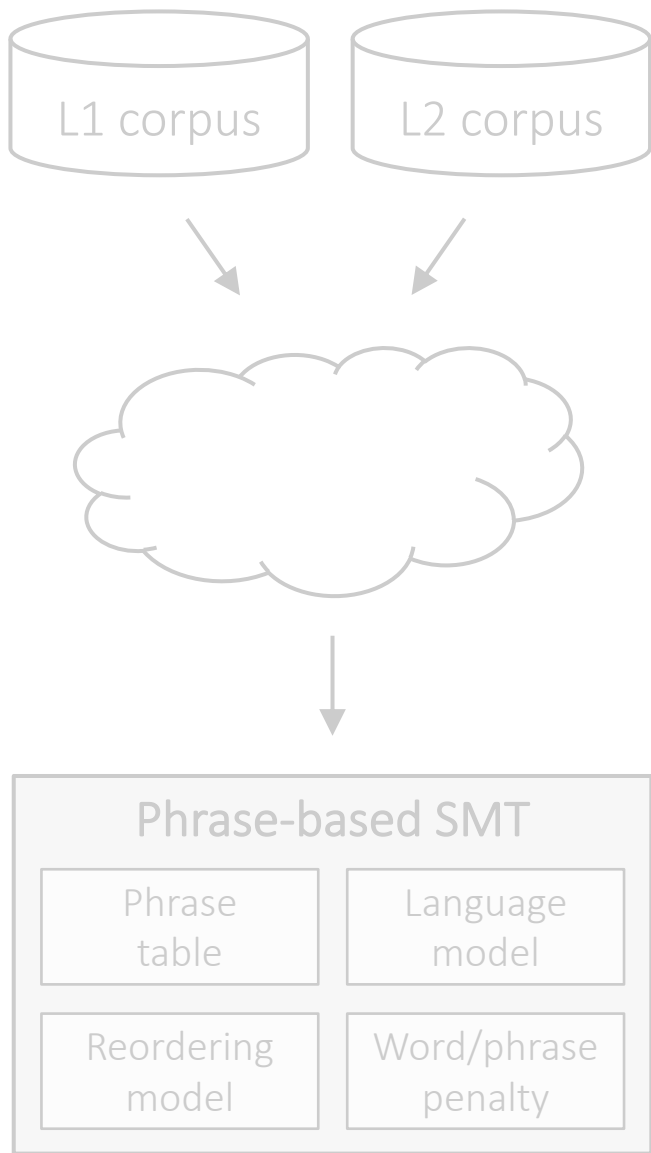 L1 corpus
L2 corpus
Phrase-based SMT
Phrase
table
Language
model
Reordering
model
Word/phrase
penalty